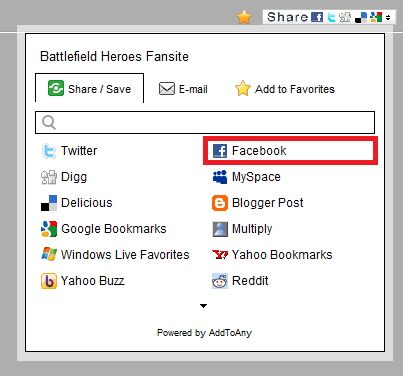 Share
Battlefield Heroes Fansite
Share / Save E-mail Add to Favorites
Twitter Facebook
Digg MySpace
Delicious Blogger Post
Google Bookmarks Multiply
Windows Live Favorites Yahoo Bookmarks
Yahoo Buzz Reddit
Powered by AddToAny